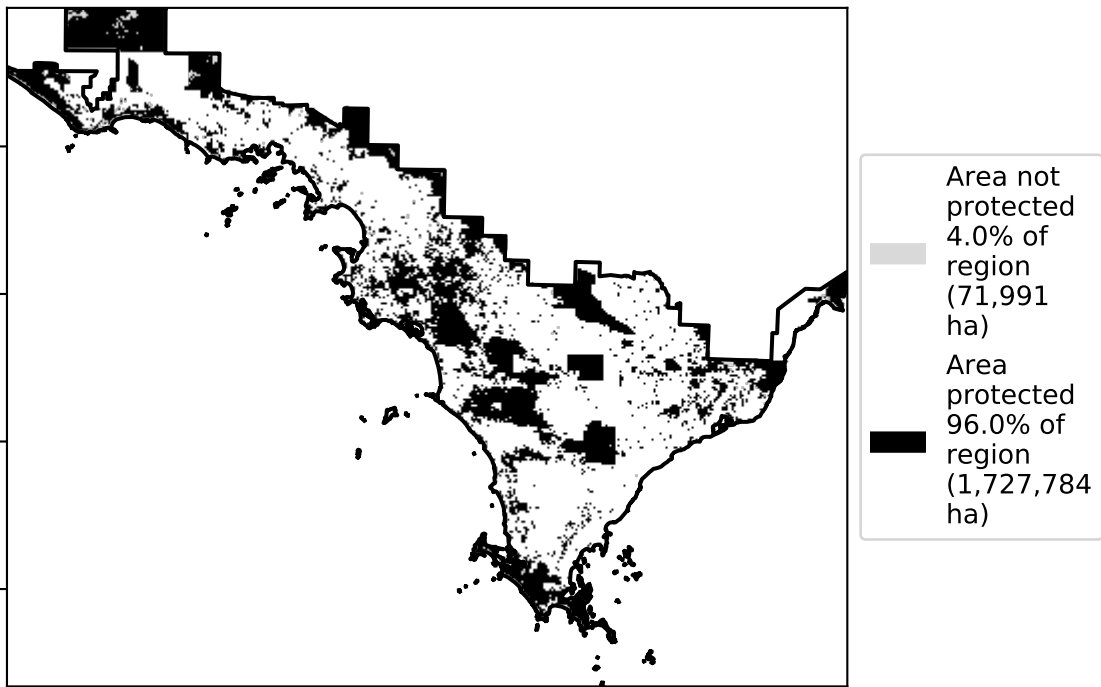 Area not
protected
4.0% of
region
(71,991
ha)
Area
protected
96.0% of
region
(1,727,784
ha)